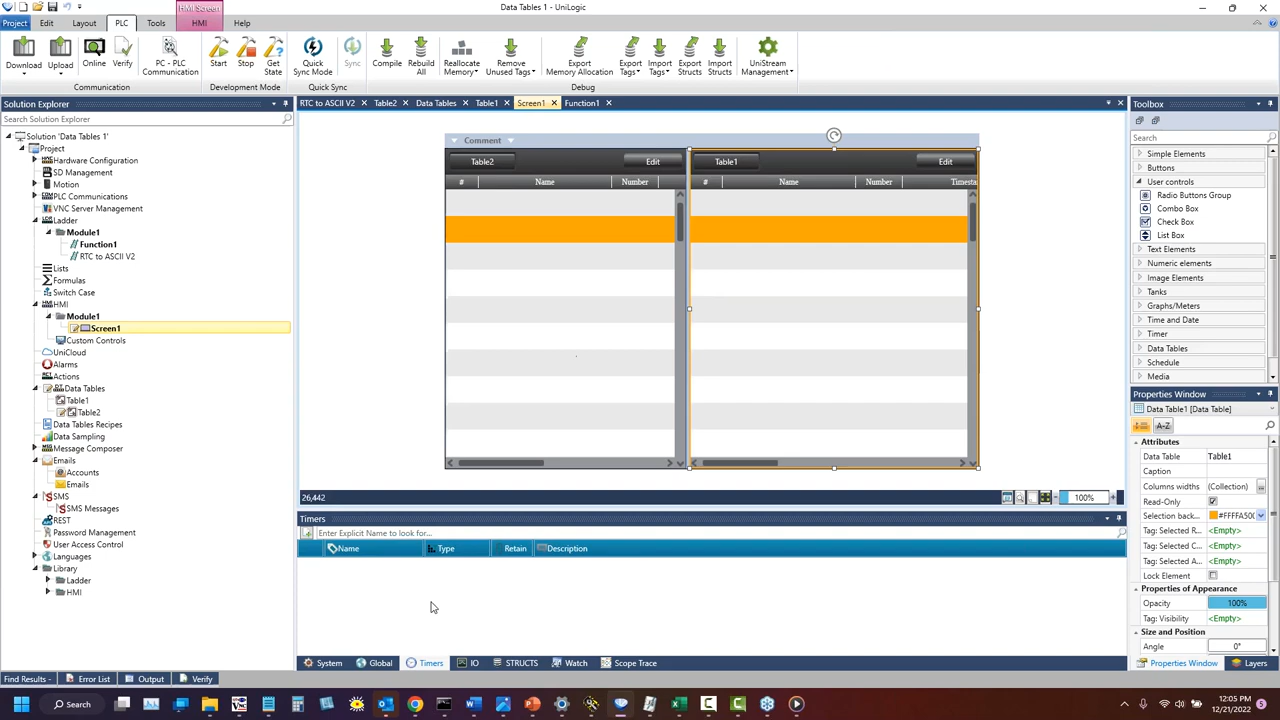 HMI Screen
Data Tables 1 - UniLogic
Project Edit Layout PLC Tools HMI Help
Download Upload Online Verify PC - PLC Communication Start Stop Get State Quick Sync Mode Sync Compile Rebuild All Reallocate Memory Remove Unused Tags Export Memory Allocation Export Tags Import Tags Export Structs Import Structs UniStream Management
Communication Development Mode Quick Sync Debug
Solution Explorer
Search Solution Explorer
Solution 'Data Tables 1'
Project
Hardware Configuration
SD Management
Motion
PLC Communications
VNC Server Management
Ladder
Module1
Function1
RTC to ASCII V2
Lists
Formulas
Switch Case
HMI
Module1
Screen1
Custom Controls
UniCloud
Alarms
Actions
Data Tables
Table1
Table2
Data Tables Recipes
Data Sampling
Message Composer
Emails
Accounts
Emails
SMS
SMS Messages
REST
Password Management
User Access Control
Languages
Library
Ladder
HMI
RTC to ASCII V2 Table2 Data Tables Table1 Screen1 Function1
Comment
Table2 Edit Table1 Edit
# Name Number # Name Number Timesta
26,442 100%
Timers
Enter Explicit Name to look for...
Name Type Retain Description
System Global Timers IO STRUCTS Watch Scope Trace
Toolbox
Search
Simple Elements
Buttons
User controls
Radio Buttons Group
Combo Box
Check Box
List Box
Text Elements
Numeric elements
Image Elements
Tanks
Graphs/Meters
Time and Date
Timer
Data Tables
Schedule
Media
Properties Window
Data Table1 [Data Table]
A-Z
Attributes
Data Table Table1
Caption
Columns widths (Collection) ...
Read-Only
Selection back... #FFFFA500
Tag: Selected R... <Empty>
Tag: Selected C... <Empty>
Tag: Selected A... <Empty>
Lock Element
Properties of Appearance
Opacity 100%
Tag: Visibility <Empty>
Size and Position
Angle 0°
Properties Window Layers
Find Results - Error List Output Verify
Search
12:05 PM
12/21/2022